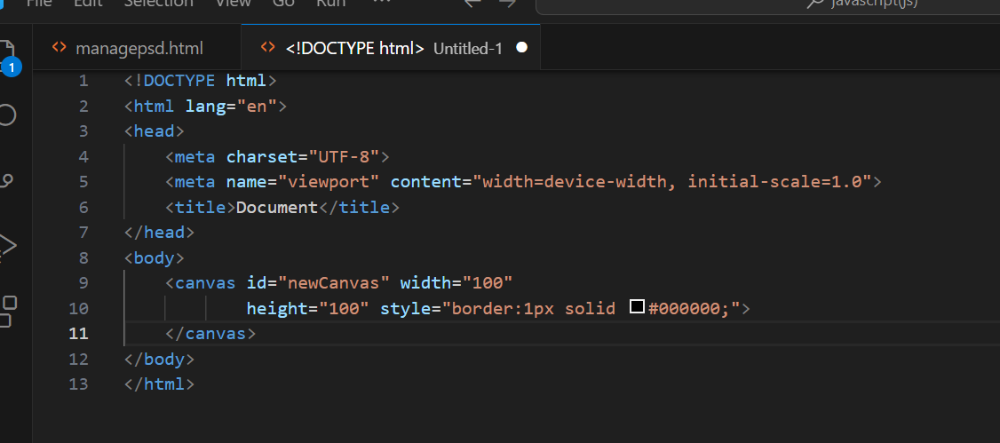 File Edit Selection View Go Run ...
javascript(js)
managepsd.html <!DOCTYPE html> Untitled-1
1
1 <!DOCTYPE html>
2 <html lang="en">
3 <head>
4 <meta charset="UTF-8">
5 <meta name="viewport" content="width=device-width, initial-scale=1.0">
6 <title>Document</title>
7 </head>
8 <body>
9 <canvas id="newCanvas" width="100"
10 height="100" style="border:1px solid #000000;">
11 </canvas>
12 </body>
13 </html>